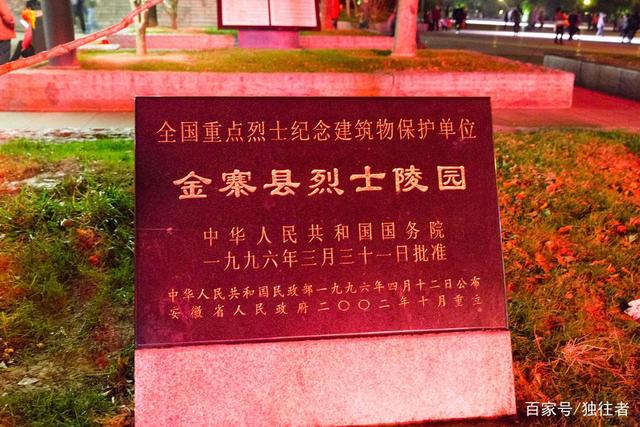 全国重点烈士纪念建筑物保护单位
金寨县烈士陵园
中华人民共和国国务院
一九九六年三月三十一日批准
中华人民共和国民政部一九九六年四月十二日公布
安徽省人民政府二〇〇二年十月重立
百家号/独往者